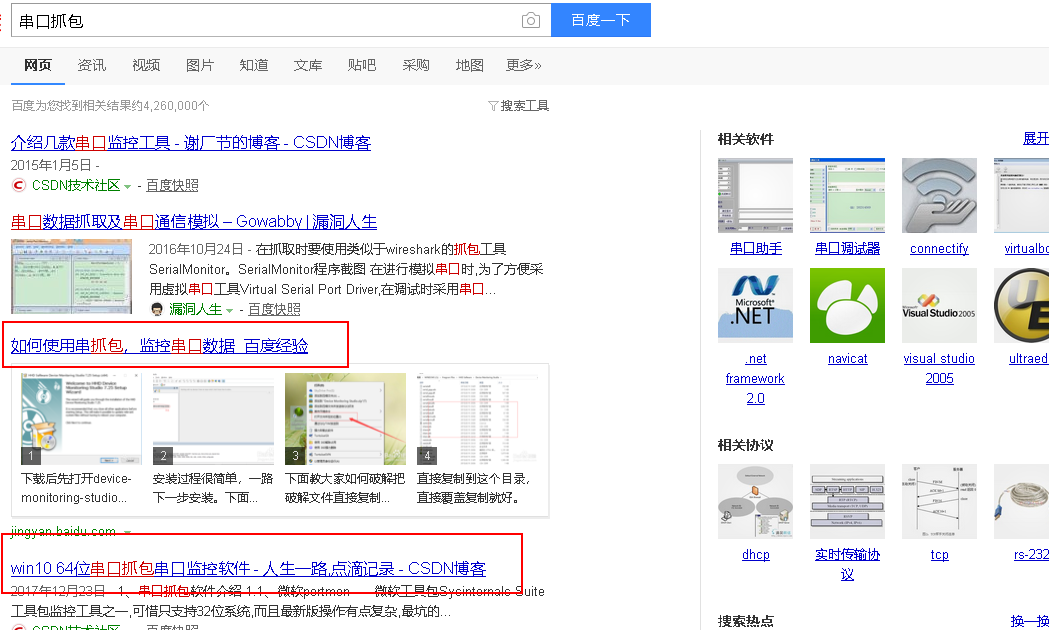 串口抓包
百度一下
网页 资讯 视频 图片 知道 文库 贴吧 采购 地图 更多»
百度为您找到相关结果约4,260,000个
搜索工具
介绍几款串口监控工具 - 谢厂节的博客 - CSDN博客
2015年1月5日 -
CSDN技术社区 - 百度快照
串口数据抓取及串口通信模拟 – Gowabby | 漏洞人生
2016年10月24日 - 在抓取时要使用类似于wireshark的抓包工具
SerialMonitor。SerialMonitor程序截图 在进行模拟串口时,为了方便采
用虚拟串口工具Virtual Serial Port Driver,在调试时采用串口...
漏洞人生 - 百度快照
如何使用串抓包，监控串口数据_百度经验
1
2
3
4
下载后先打开device-
monitoring-studio...
安装过程很简单，一路
下一步安装。下面...
下面教大家如何破解把
破解文件直接复制...
直接复制到这个目录，
直接覆盖复制就好。
jingyan.baidu.com
win10 64位串口抓包串口监控软件 - 人生一路,点滴记录 - CSDN博客
2017年12月23日 - 1、串口抓包软件介绍 1.1、微软portmon 微软工具包Sysinternals Suite
工具包监控工具之一,可惜只支持32位系统,而且最新版操作有点复杂,最坑的...
CSDN技术社区 - 百度快照
相关软件
展开
串口助手
串口调试器
connectify
virtualbo
Microsoft
.NET
Microsoft
Visual Studio 2005
UE
.net
framework
2.0
navicat
visual studio
2005
ultraed
相关协议
dhcp
实时传输协
议
tcp
rs-232
搜索热点
换一换